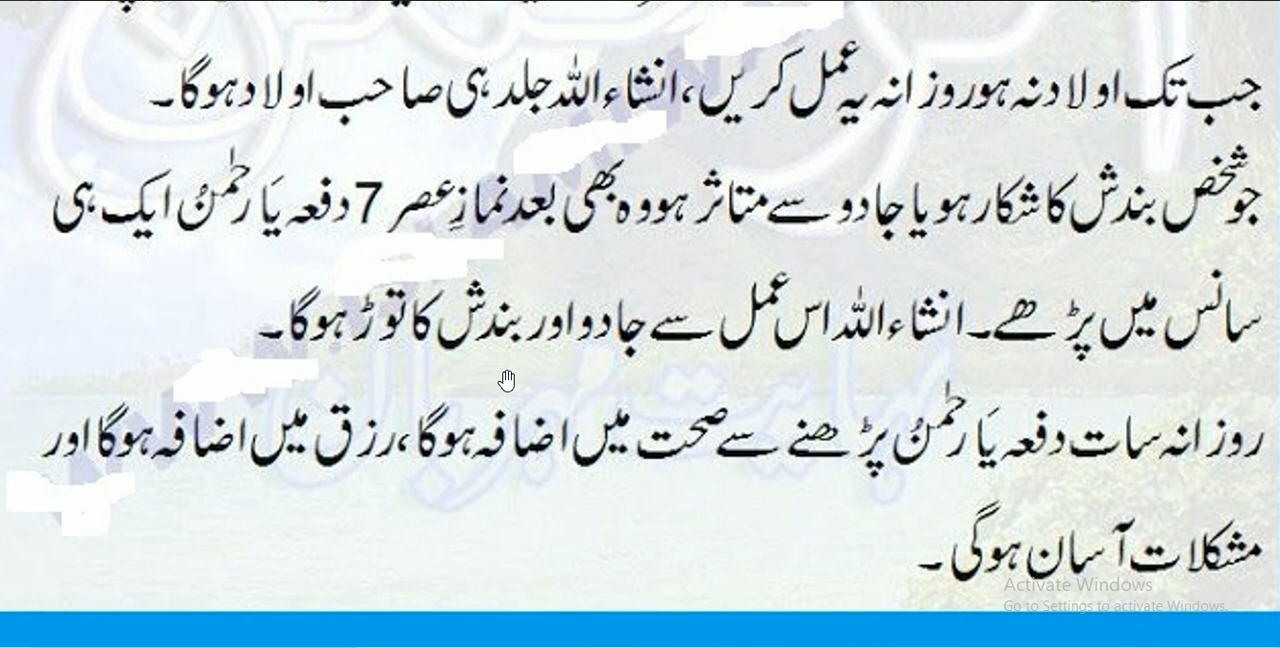 جب تک اولاد نہ ہو روزانہ یہ عمل کریں، انشاءاللہ جلد ہی صاحب اولاد ہوگا۔
جو شخص بندش کا شکار ہو یا جادو سے متاثر ہو وہ بھی بعد نمازِ عصر 7 دفعہ یَا رَحْمٰنُ ایک ہی
سانس میں پڑھے۔ انشاءاللہ اس عمل سے جادو اور بندش کا توڑ ہوگا۔
نہایت مہربان
روزانہ سات دفعہ یَا رَحْمٰنُ پڑھنے سے صحت میں اضافہ ہوگا، رزق میں اضافہ ہوگا اور
مشکلات آسان ہوگی۔
Activate Windows
Go to Settings to activate Windows.